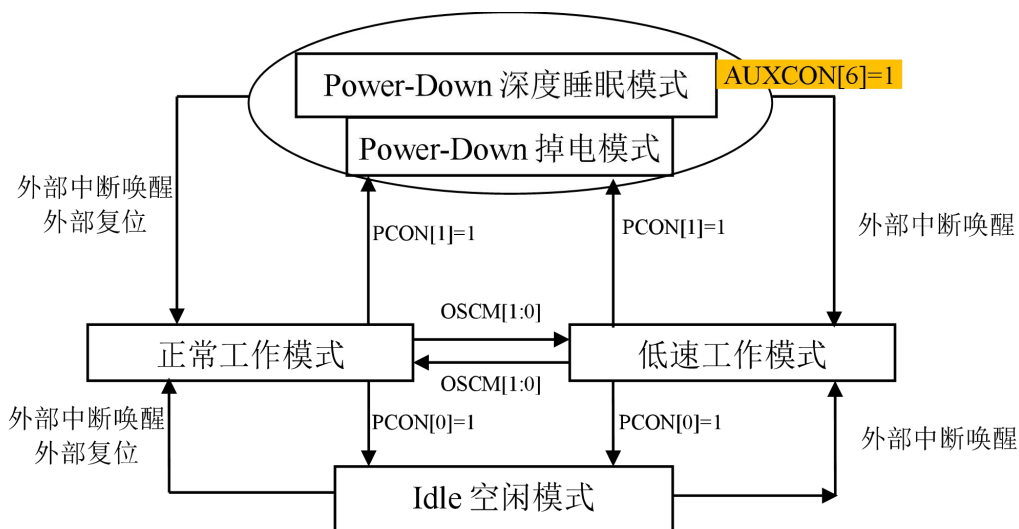 Power-Down 深度睡眠模式
AUXCON[6]=1
Power-Down 掉电模式
外部中断唤醒
外部复位
PCON[1]=1
PCON[1]=1
外部中断唤醒
OSCM[1:0]
正常工作模式
低速工作模式
OSCM[1:0]
外部中断唤醒
外部复位
PCON[0]=1
PCON[0]=1
外部中断唤醒
Idle 空闲模式